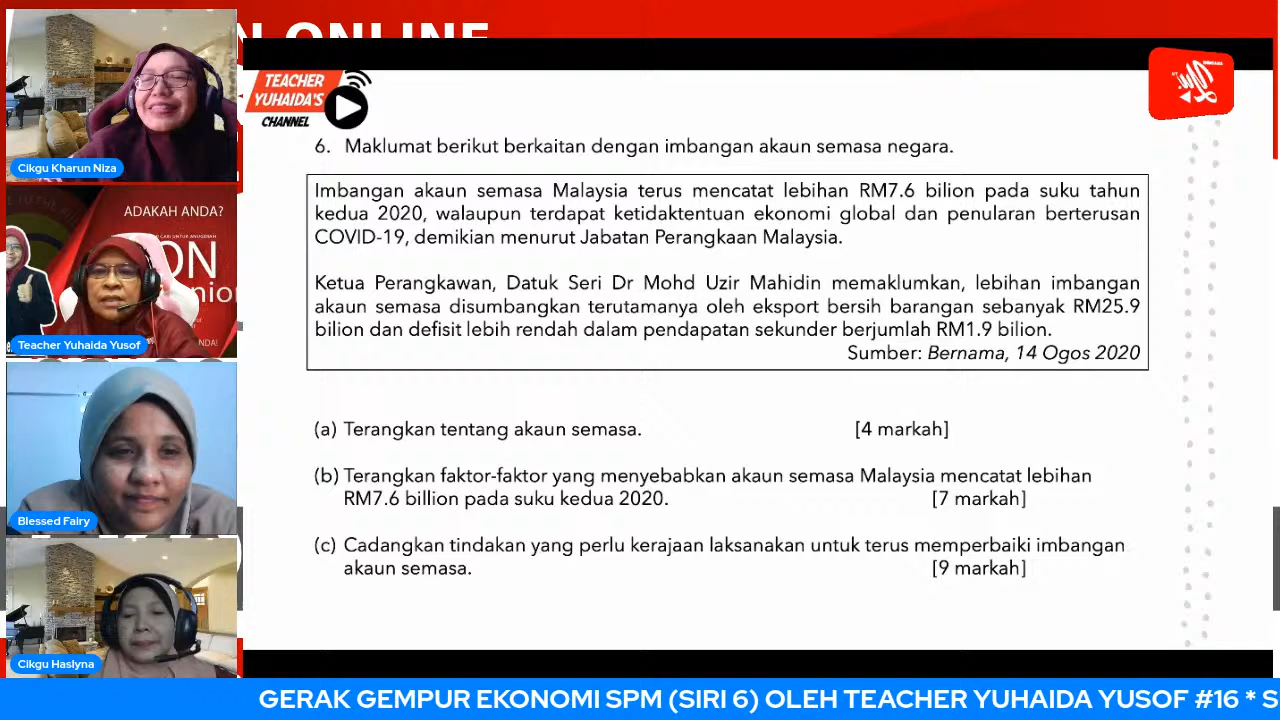 N ONLINE
TEACHER
YUHAIDA'S
CHANNEL
6. Maklumat berikut berkaitan dengan imbangan akaun semasa negara.
Imbangan akaun semasa Malaysia terus mencatat lebihan RM7.6 bilion pada suku tahun
kedua 2020, walaupun terdapat ketidaktentuan ekonomi global dan penularan berterusan
COVID-19, demikian menurut Jabatan Perangkaan Malaysia.
Ketua Perangkawan, Datuk Seri Dr Mohd Uzir Mahidin memaklumkan, lebihan imbangan
akaun semasa disumbangkan terutamanya oleh eksport bersih barangan sebanyak RM25.9
bilion dan defisit lebih rendah dalam pendapatan sekunder berjumlah RM1.9 bilion.
Sumber: Bernama, 14 Ogos 2020
(a) Terangkan tentang akaun semasa. [4 markah]
(b) Terangkan faktor-faktor yang menyebabkan akaun semasa Malaysia mencatat lebihan
RM7.6 billion pada suku kedua 2020. [7 markah]
(c) Cadangkan tindakan yang perlu kerajaan laksanakan untuk terus memperbaiki imbangan
akaun semasa. [9 markah]
Cikgu Kharun Niza
ADAKAH ANDA?
ON
Teacher Yuhaida Yusof
Blessed Fairy
Cikgu Haslyna
GERAK GEMPUR EKONOMI SPM (SIRI 6) OLEH TEACHER YUHAIDA YUSOF #16 * S